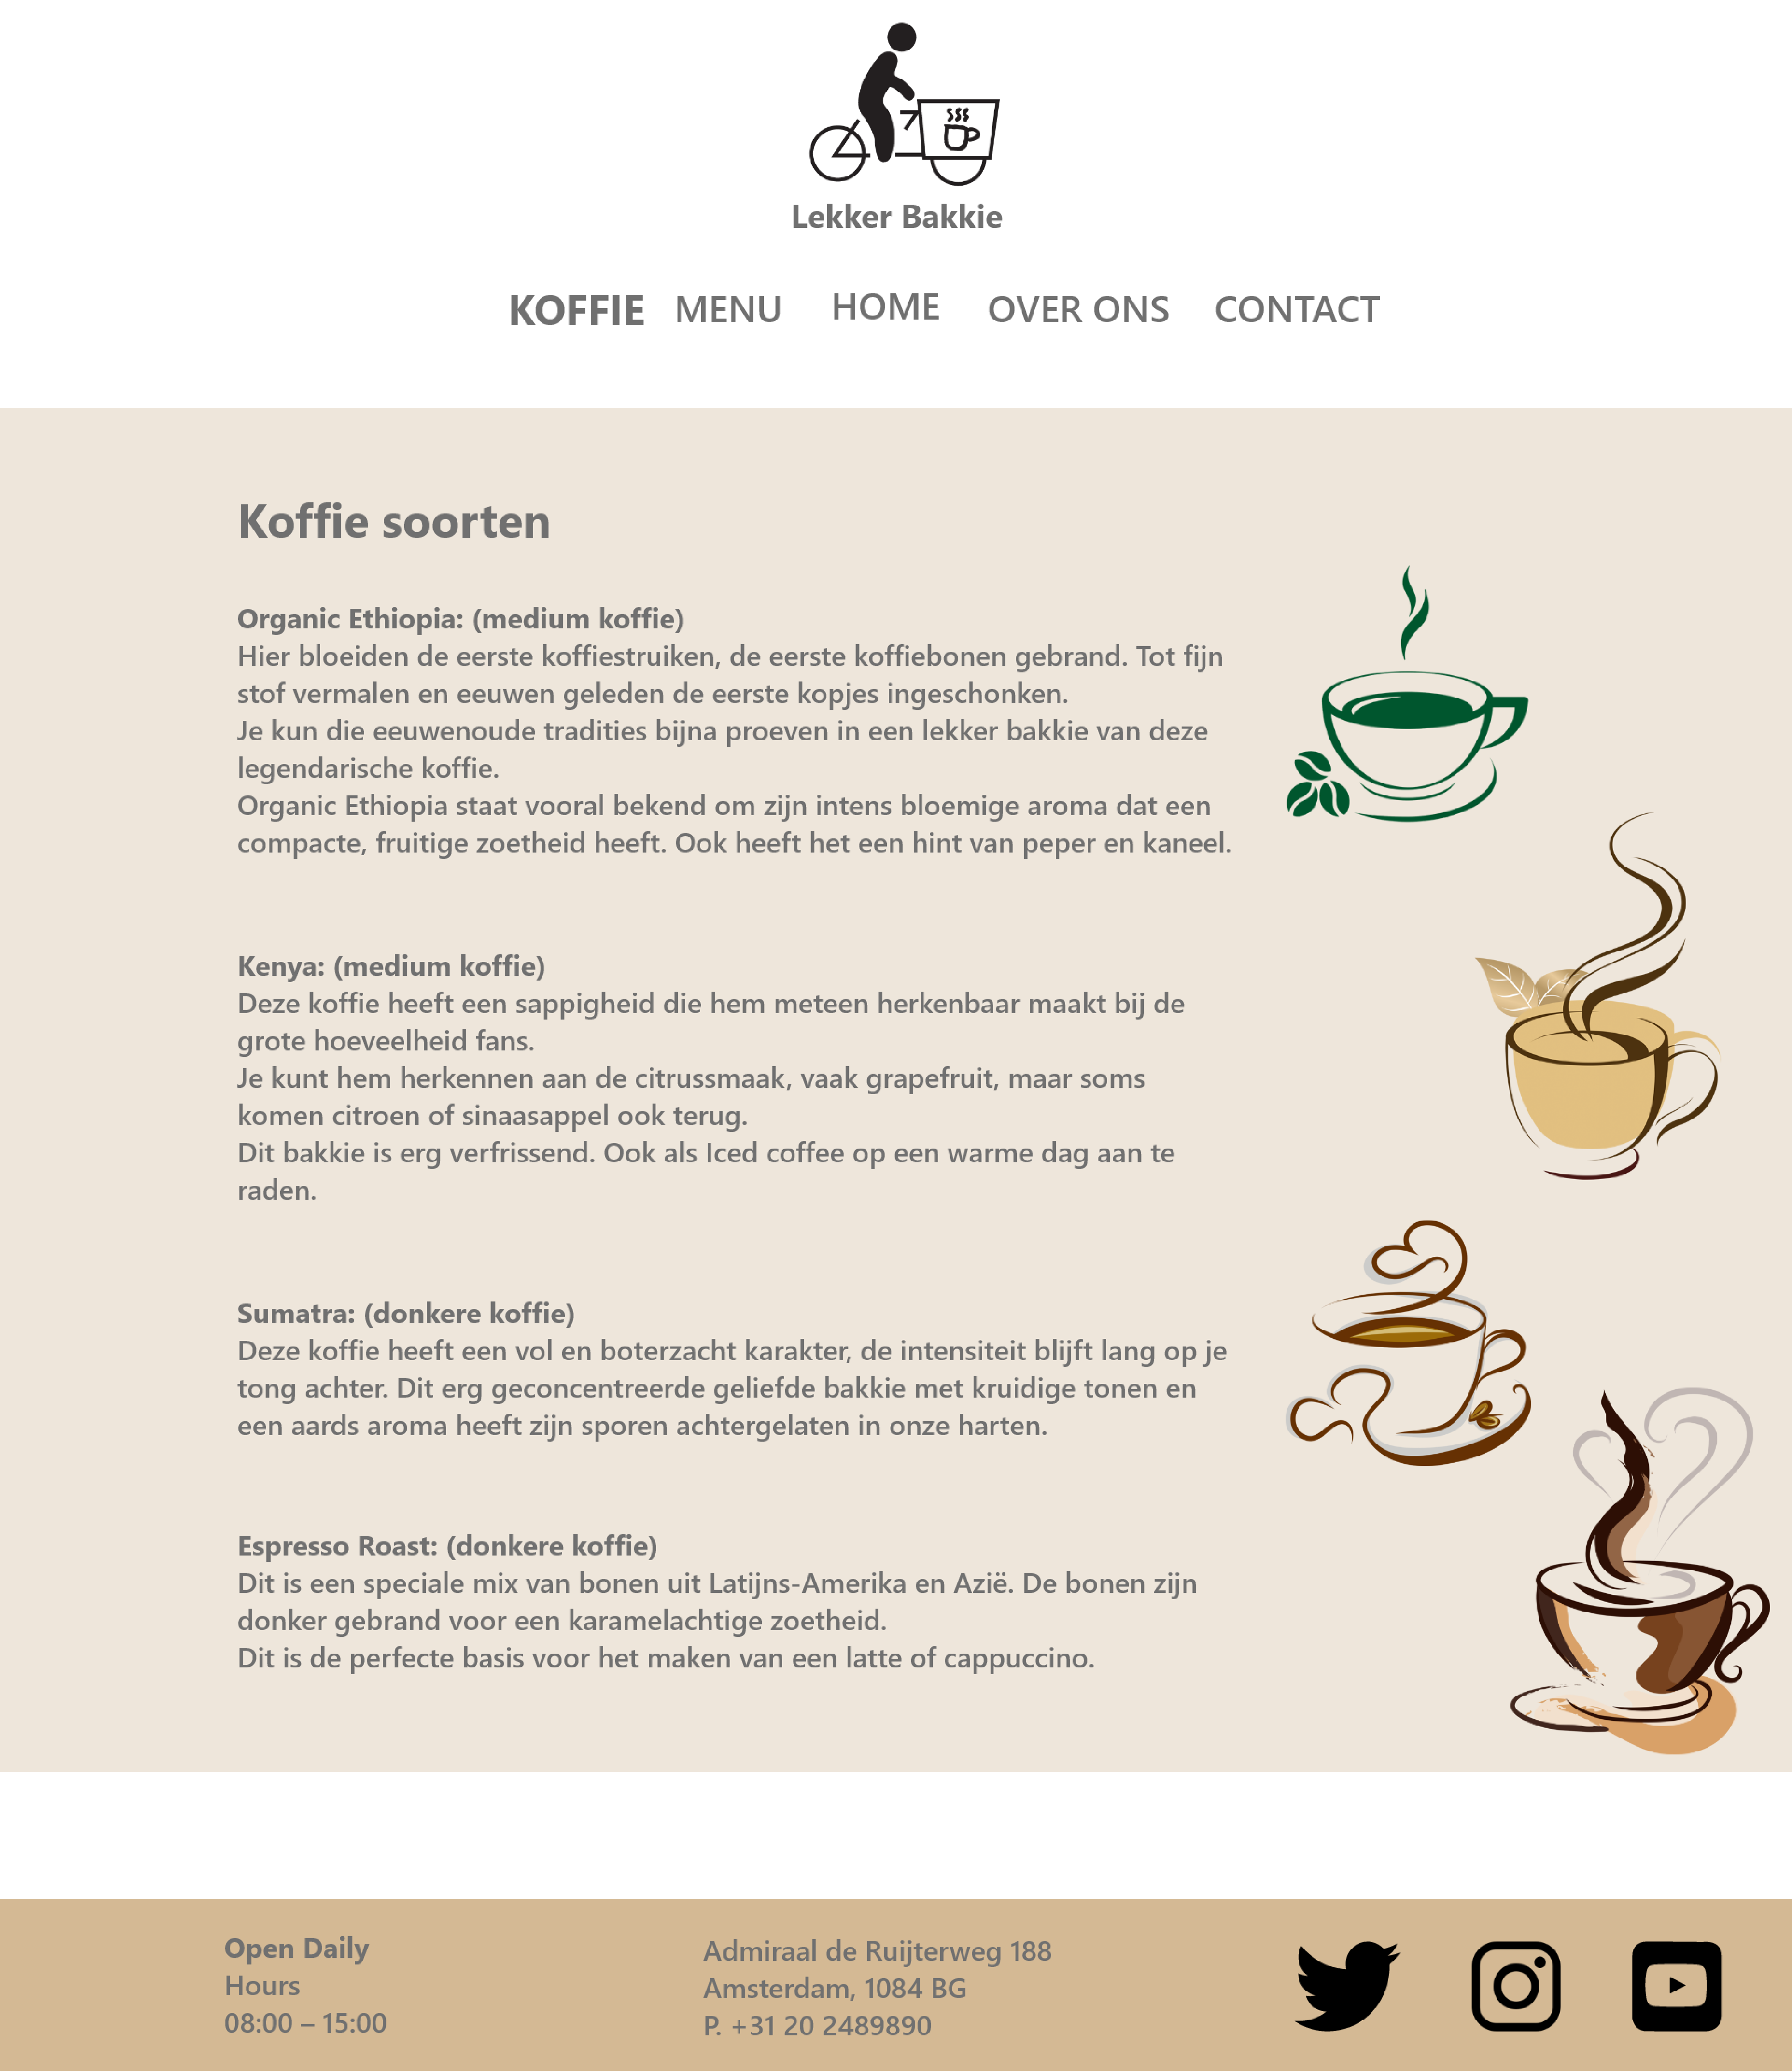 Lekker Bakkie
KOFFIE MENU HOME OVER ONS CONTACT
Koffie soorten
Organic Ethiopia: (medium koffie)
Hier bloeiden de eerste koffiestruiken, de eerste koffiebonen gebrand. Tot fijn
stof vermalen en eeuwen geleden de eerste kopjes ingeschonken.
Je kun die eeuwenoude tradities bijna proeven in een lekker bakkie van deze
legendarische koffie.
Organic Ethiopia staat vooral bekend om zijn intens bloemige aroma dat een
compacte, fruitige zoetheid heeft. Ook heeft het een hint van peper en kaneel.
Kenya: (medium koffie)
Deze koffie heeft een sappigheid die hem meteen herkenbaar maakt bij de
grote hoeveelheid fans.
Je kunt hem herkennen aan de citrussmaak, vaak grapefruit, maar soms
komen citroen of sinaasappel ook terug.
Dit bakkie is erg verfrissend. Ook als Iced coffee op een warme dag aan te
raden.
Sumatra: (donkere koffie)
Deze koffie heeft een vol en boterzacht karakter, de intensiteit blijft lang op je
tong achter. Dit erg geconcentreerde geliefde bakkie met kruidige tonen en
een aards aroma heeft zijn sporen achtergelaten in onze harten.
Espresso Roast: (donkere koffie)
Dit is een speciale mix van bonen uit Latijns-Amerika en Azië. De bonen zijn
donker gebrand voor een karamelachtige zoetheid.
Dit is de perfecte basis voor het maken van een latte of cappuccino.
Open Daily
Hours
08:00 – 15:00
Admiraal de Ruijterweg 188
Amsterdam, 1084 BG
P. +31 20 2489890